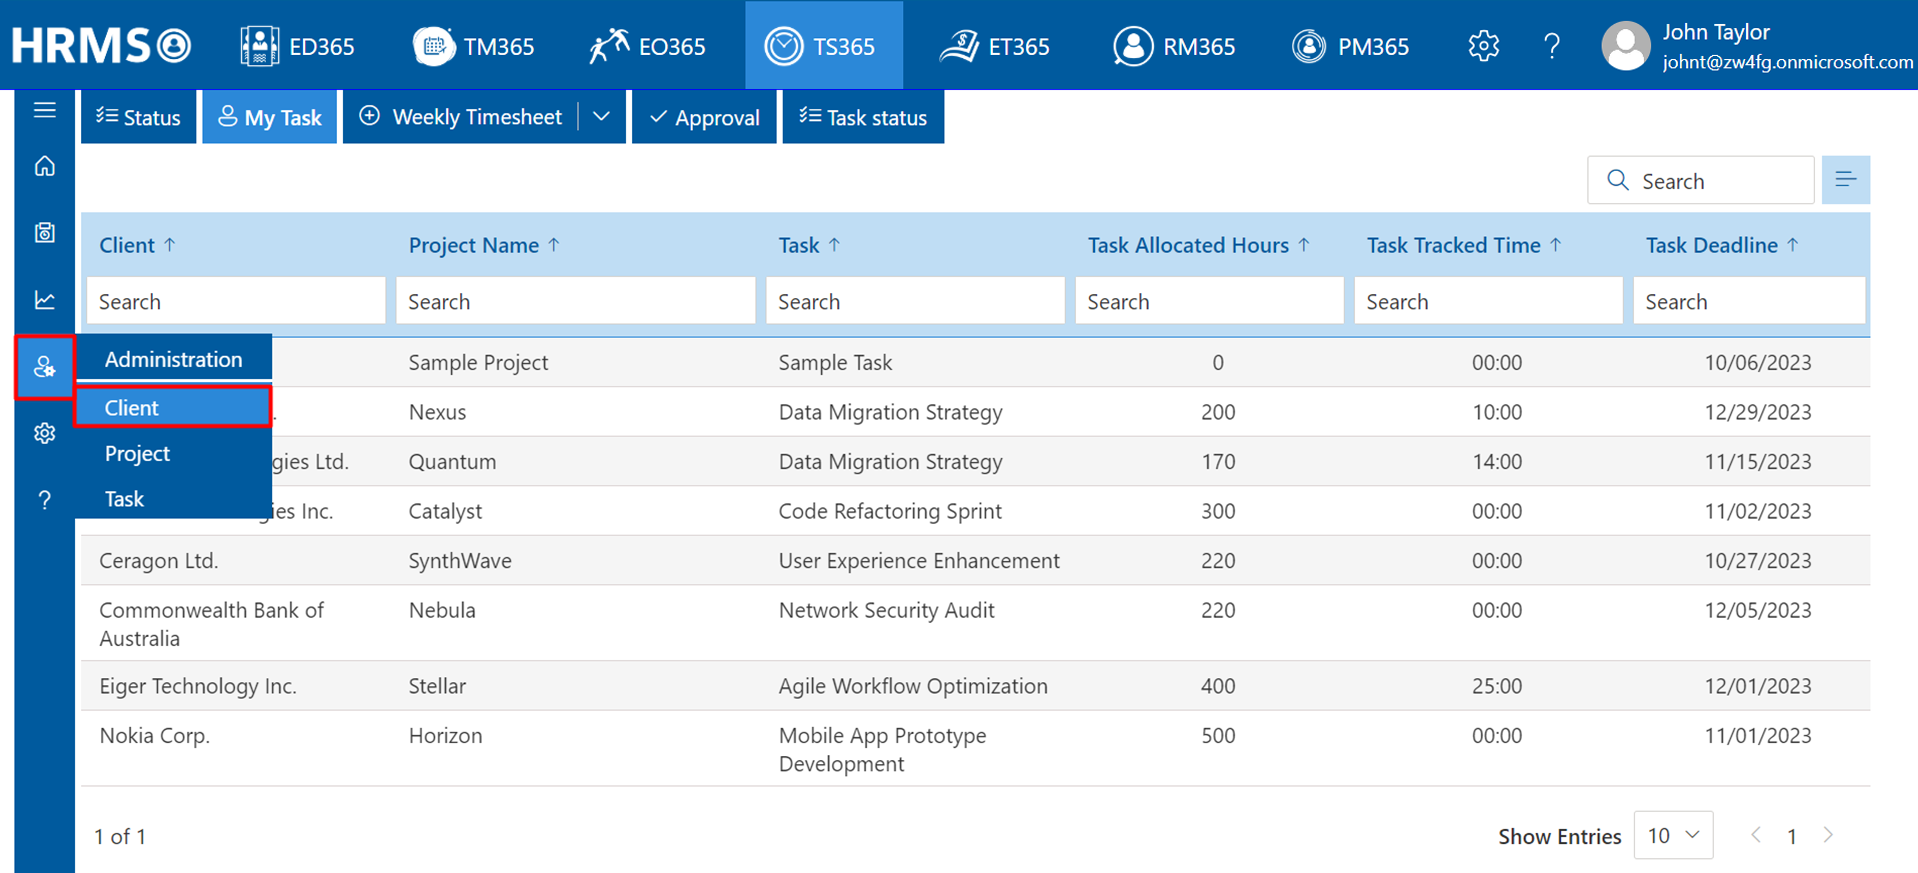 HRMS
ED365
TM365
EO365
TS365
ET365
RM365
PM365
?
John Taylor
johnt@zw4fg.onmicrosoft.com
Status
My Task
Weekly Timesheet
Approval
Task status
Search
Client ↑
Project Name ↑
Task ↑
Task Allocated Hours ↑
Task Tracked Time ↑
Task Deadline ↑
Search
Search
Search
Search
Search
Search
Administration
Client
Project
Task
?
Sample Project
Sample Task
0
00:00
10/06/2023
.
Nexus
Data Migration Strategy
200
10:00
12/29/2023
gies Ltd.
Quantum
Data Migration Strategy
170
14:00
11/15/2023
gies Inc.
Catalyst
Code Refactoring Sprint
300
00:00
11/02/2023
Ceragon Ltd.
SynthWave
User Experience Enhancement
220
00:00
10/27/2023
Commonwealth Bank of
Australia
Nebula
Network Security Audit
220
00:00
12/05/2023
Eiger Technology Inc.
Stellar
Agile Workflow Optimization
400
25:00
12/01/2023
Nokia Corp.
Horizon
Mobile App Prototype
Development
500
00:00
11/01/2023
1 of 1
Show Entries
10
1